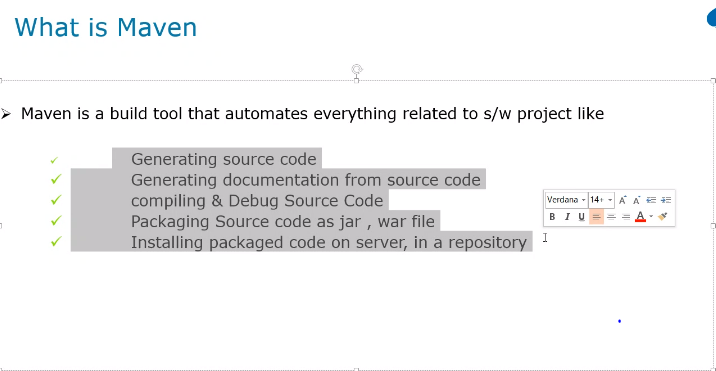 What is Maven
Maven is a build tool that automates everything related to s/w project like
Generating source code
Generating documentation from source code
compiling & Debug Source Code
Packaging Source code as jar , war file
Installing packaged code on server, in a repository
Verdana 14+ A A
B I U A